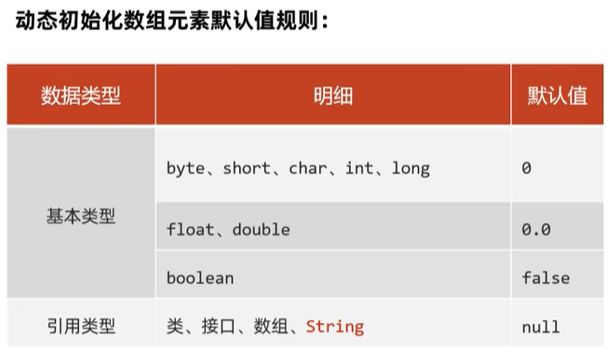 动态初始化数组元素默认值规则：
数据类型 明细 默认值
基本类型
byte、short、char、int、long 0
float、double 0.0
boolean false
引用类型 类、接口、数组、String null